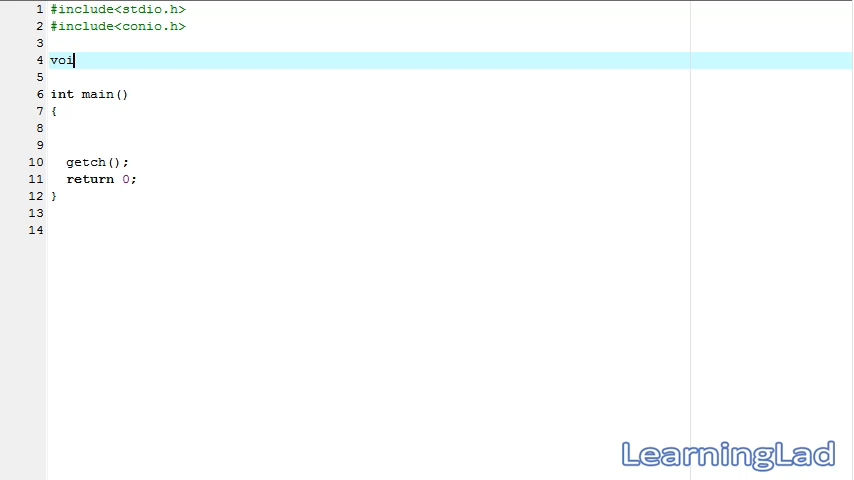 1 #include<stdio.h>
2 #include<conio.h>
3
4 voi
5
6 int main()
7 {
8
9
10 getch();
11 return 0;
12 }
13
14
LearningLad